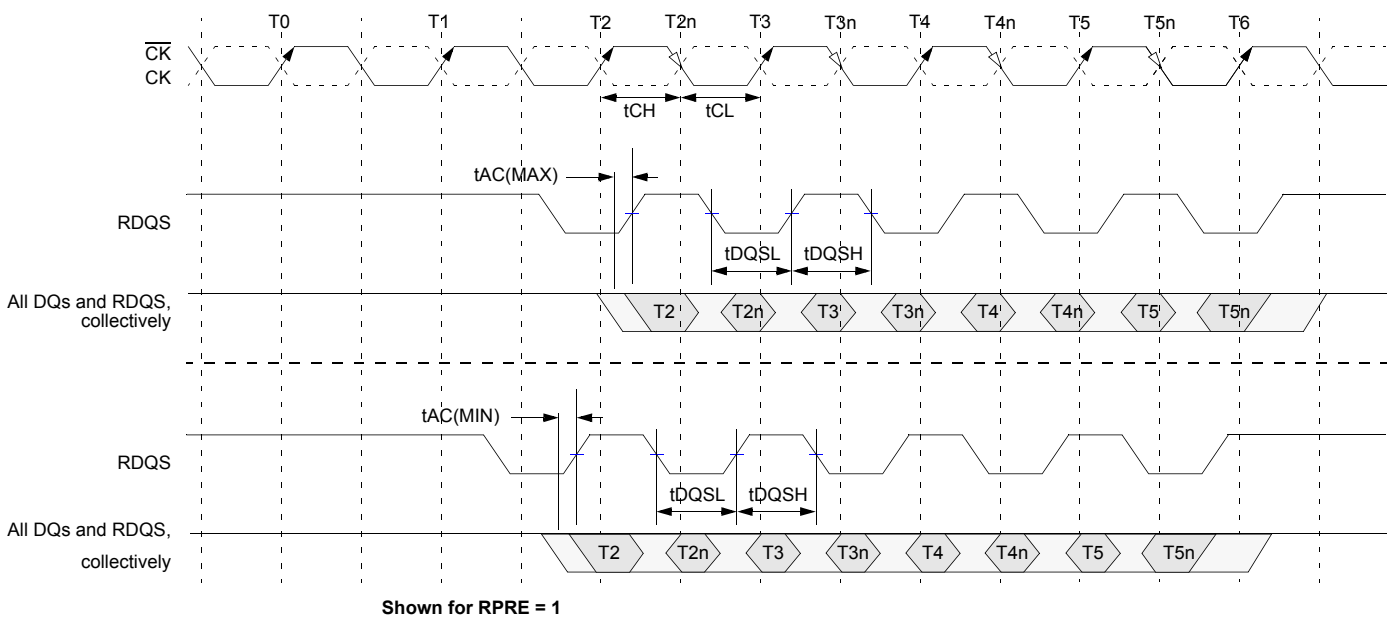 T0 T1 T2 T2n T3 T3n T4 T4n T5 T5n T6
CK
CK
tCH tCL
tAC(MAX)
RDQS
tDQSL tDQSH
All DQs and RDQS,
collectively
T2 T2n T3 T3n T4 T4n T5 T5n
tAC(MIN)
RDQS
tDQSL tDQSH
All DQs and RDQS,
collectively
T2 T2n T3 T3n T4 T4n T5 T5n
Shown for RPRE = 1